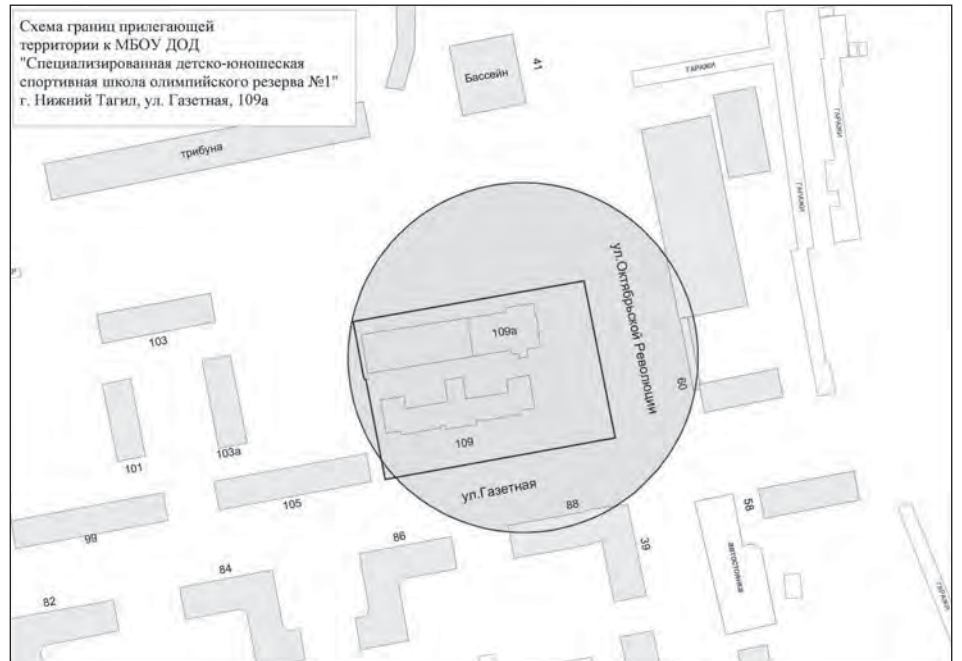 Схема границ прилегающей
территории к МБОУ ДОД
"Специализированная детско-юношеская
спортивная школа олимпийского резерва №1"
г. Нижний Тагил, ул. Газетная, 109а
Бассейн
41
ГАРАЖИ
ГАРАЖИ
ГАРАЖИ
трибуна
ул.Октябрьской Революции
109а
103
60
109
103а
101
105
ул.Газетная
88
58
99
86
39
автостоянка
84
82
ГАРАЖИ